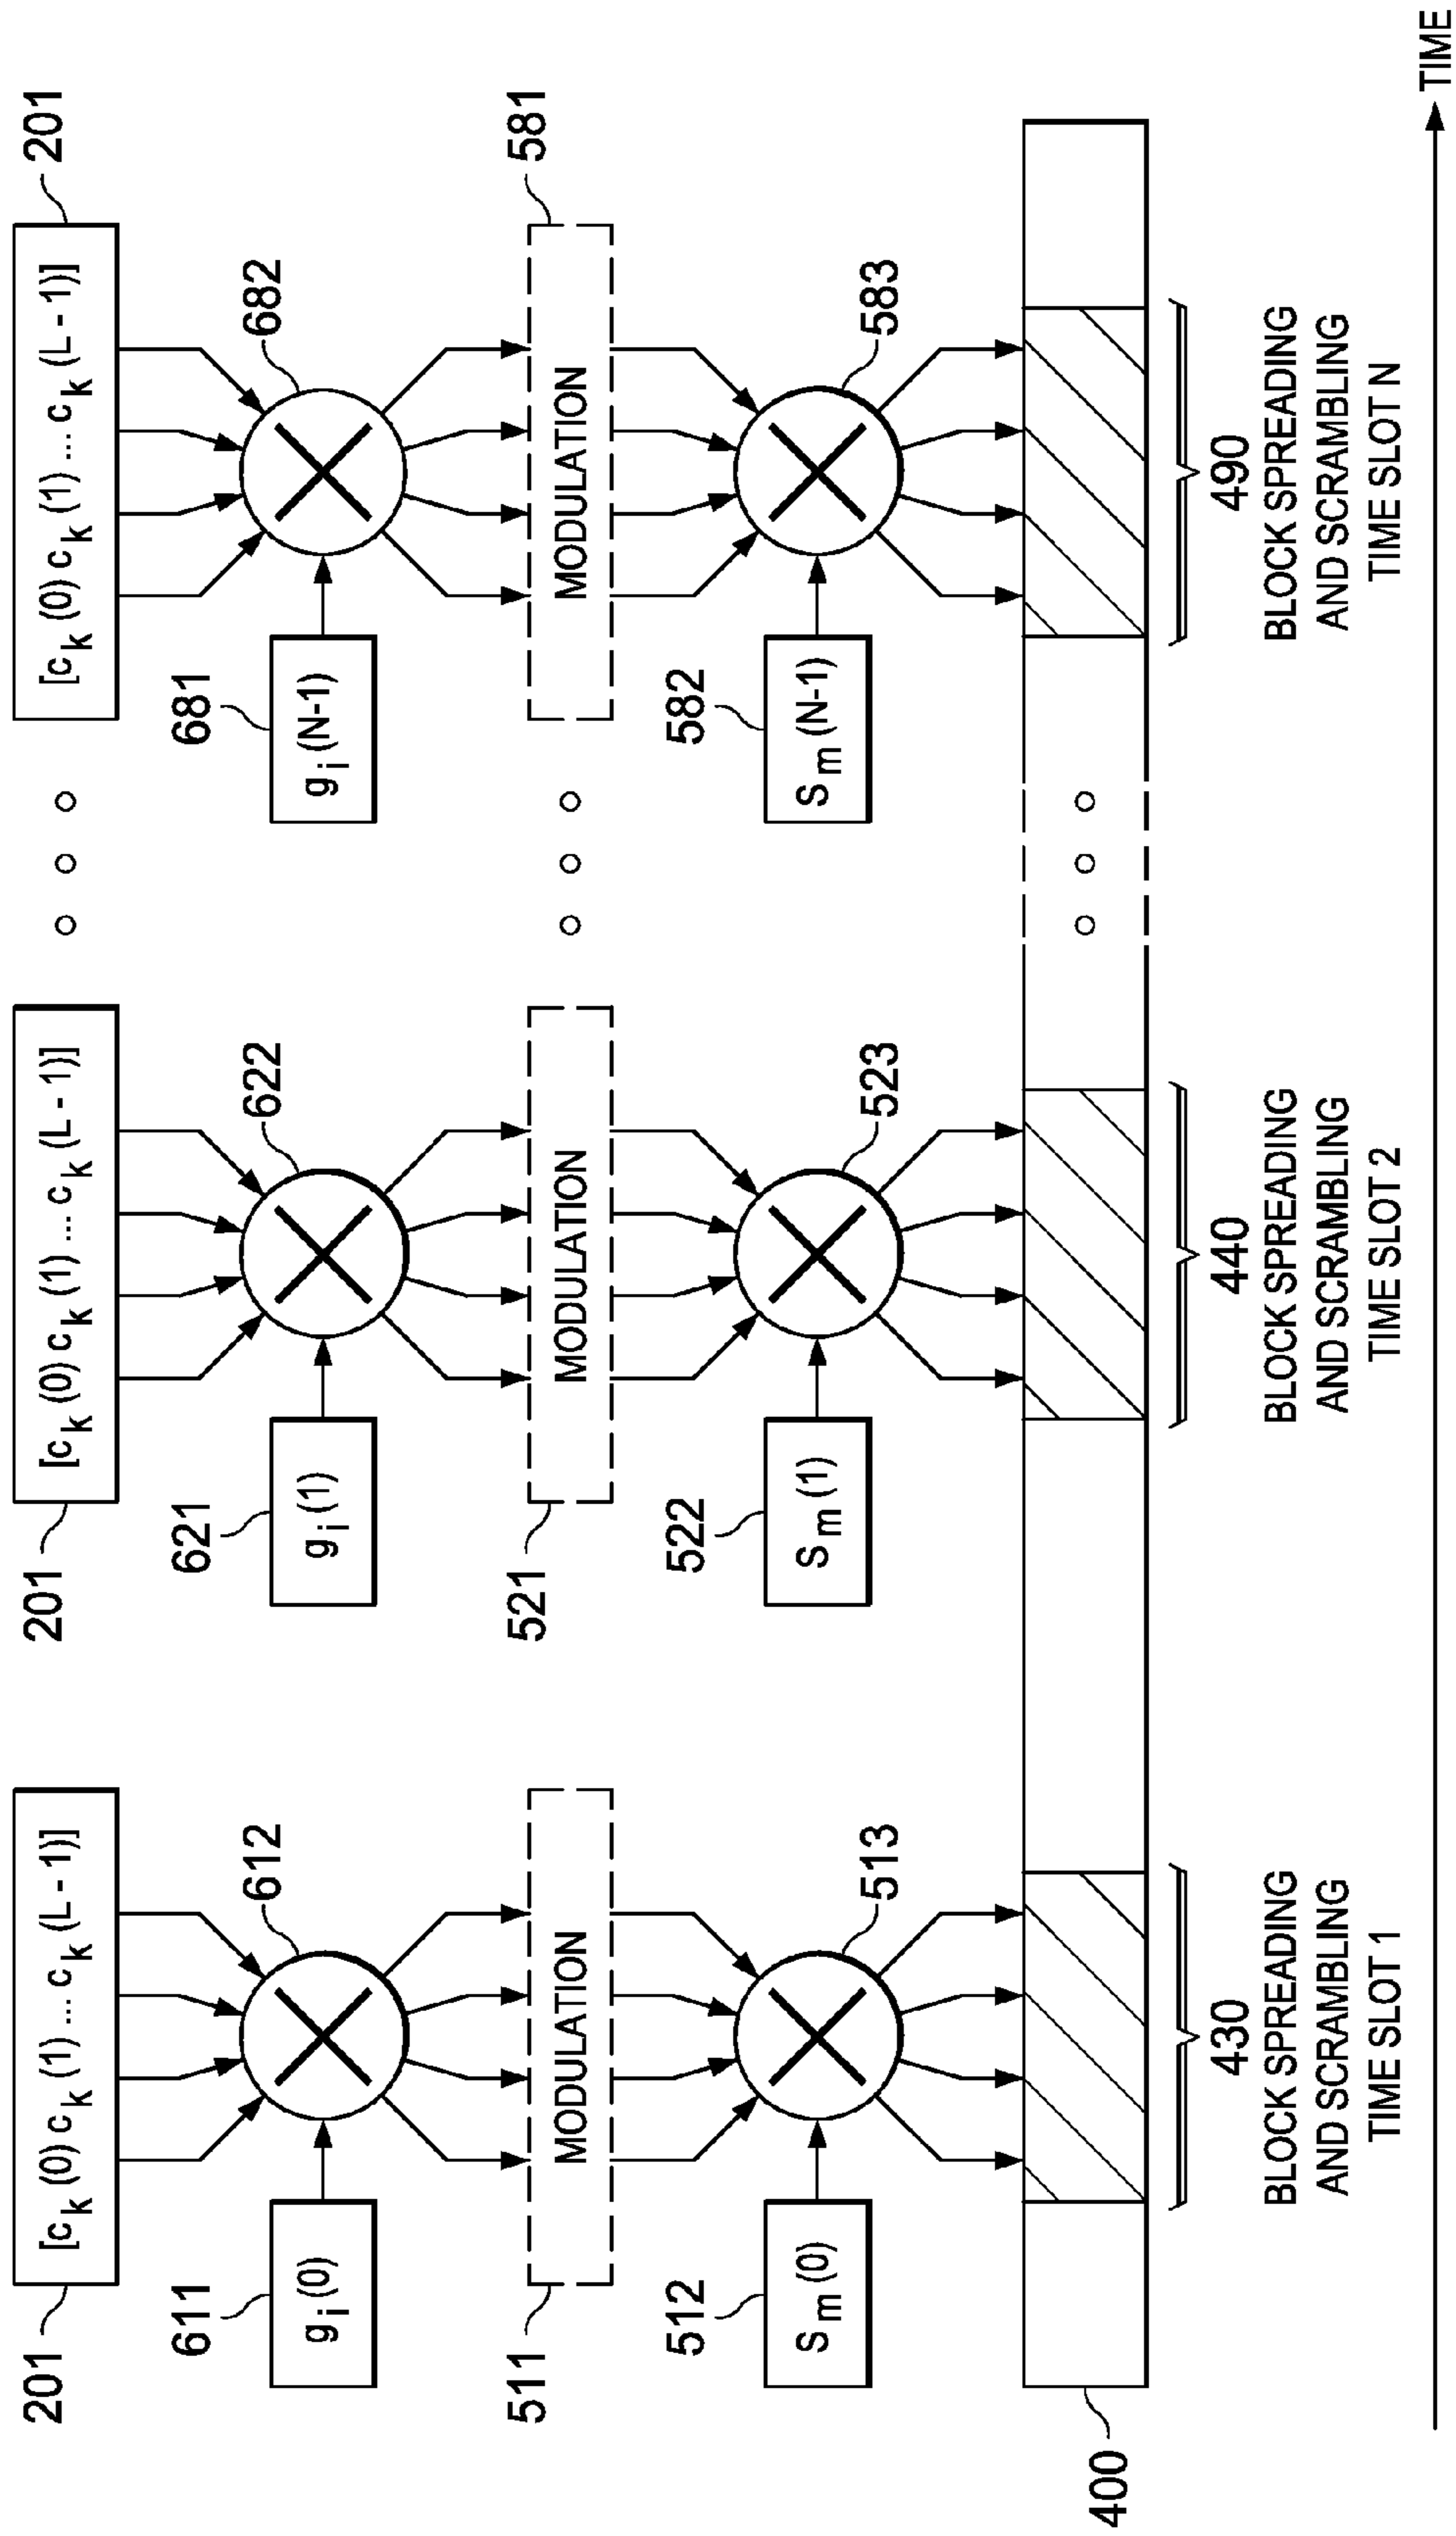 201
[c_k (0) c_k (1) ... c_k (L - 1)]
611
g_i (0)
612
511
MODULATION
512
S_m (0)
513
430
BLOCK SPREADING
AND SCRAMBLING
TIME SLOT 1
201
[c_k (0) c_k (1) ... c_k (L - 1)]
621
g_i (1)
622
521
MODULATION
522
S_m (1)
523
440
BLOCK SPREADING
AND SCRAMBLING
TIME SLOT 2
201
[c_k (0) c_k (1) ... c_k (L - 1)]
681
g_i (N-1)
682
581
MODULATION
582
S_m (N-1)
583
490
BLOCK SPREADING
AND SCRAMBLING
TIME SLOT N
400
TIME